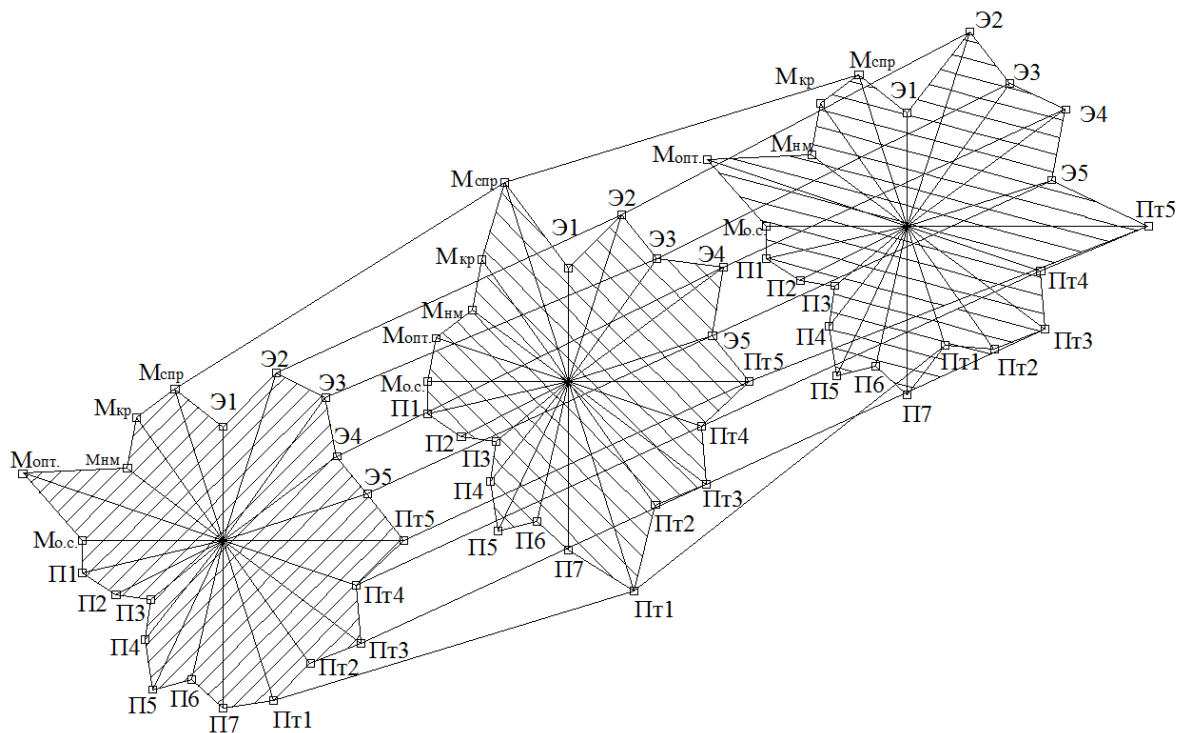 Э2
Мспр
Э3
Мкр
Э1
Э4
Мнм
Мопт.
Э5
Пт5
Мо.с.
П1
П2
П3
Пт4
П4
Пт3
Пт1
Пт2
П5
П6
П7
Мспр
Э2
Э1
Э3
Мкр
Э4
Мнм
Мопт.
Э5
Пт5
Мо.с.
П1
П2
П3
Пт4
П4
Пт3
Пт2
П5
П6
П7
Пт1
Э2
Мспр
Э3
Мкр
Э1
Э4
Мнм
Мопт.
Э5
Пт5
Мо.с.
П1
П2
П3
Пт4
П4
Пт3
Пт2
П5
П6
П7
Пт1